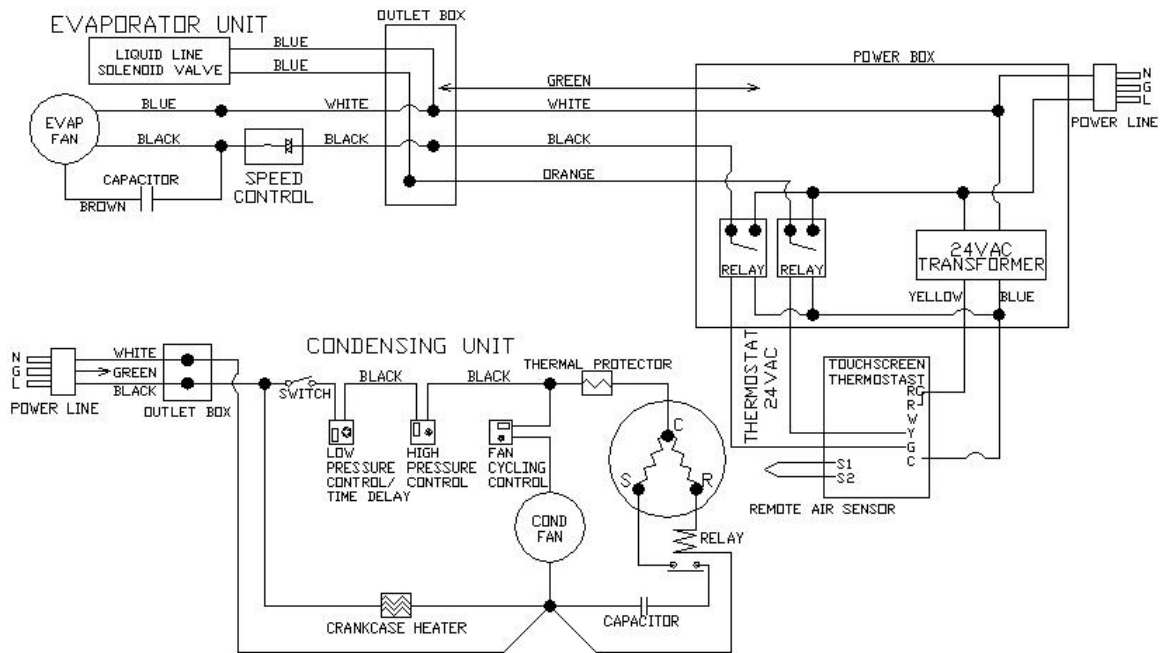 EVAPORATOR UNIT
OUTLET BOX
LIQUID LINE
SOLENOID VALVE
BLUE
BLUE
GREEN
POWER BOX
N
G
L
POWER LINE
BLUE
WHITE
WHITE
EVAP
FAN
BLACK
BLACK
BLACK
SPEED
CONTROL
CAPACITOR
BROWN
ORANGE
RELAY
RELAY
24VAC
TRANSFORMER
YELLOW
BLUE
THERMOSTAT
24VAC
TOUCHSCREEN
THERMOSTAST
RC
R
W
Y
G
C
S1
S2
REMOTE AIR SENSOR
CONDENSING UNIT
N
G
L
POWER LINE
WHITE
GREEN
BLACK
OUTLET BOX
SWITCH
BLACK
BLACK
THERMAL PROTECTOR
LOW
PRESSURE
CONTROL/
TIME DELAY
HIGH
PRESSURE
CONTROL
FAN
CYCLING
CONTROL
C
S
R
COND
FAN
RELAY
CAPACITOR
CRANKCASE HEATER